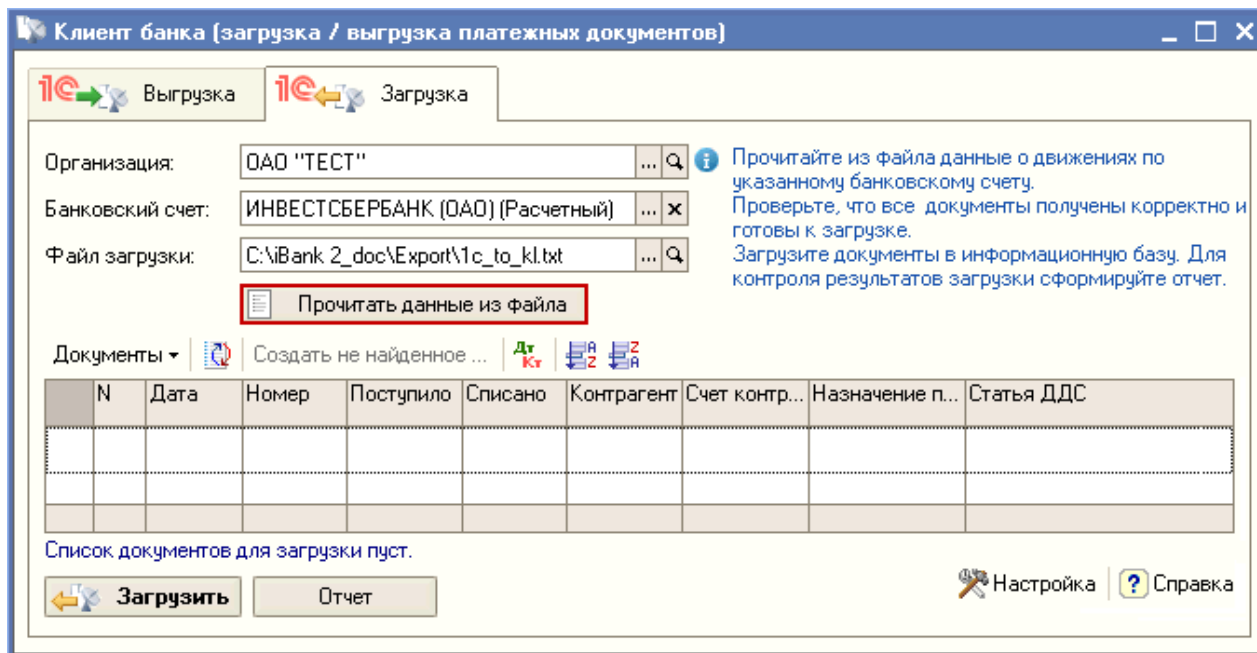 Клиент банка (загрузка / выгрузка платежных документов)
1С Выгрузка 1С Загрузка
Организация: ОАО "ТЕСТ" ...
Прочитайте из файла данные о движениях по
указанному банковскому счету.
Банковский счет: ИНВЕСТСБЕРБАНК (ОАО) (Расчетный) ... x
Проверьте, что все документы получены корректно и
готовы к загрузке.
Файл загрузки: C:\iBank 2_doc\Export\1c_to_kl.txt ...
Загрузите документы в информационную базу. Для
контроля результатов загрузки сформируйте отчет.
Прочитать данные из файла
Документы Создать не найденное ... Дт Кт A Z Z A
N Дата Номер Поступило Списано Контрагент Счет контр... Назначение п... Статья ДДС
Список документов для загрузки пуст.
Загрузить Отчет Настройка ? Справка